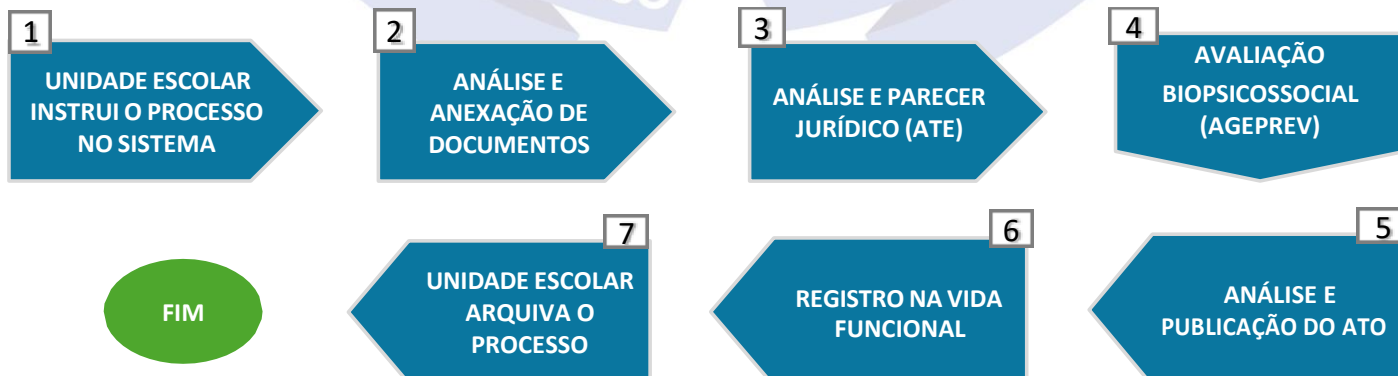 1
UNIDADE ESCOLAR
INSTRUI O PROCESSO
NO SISTEMA
2
ANÁLISE E
ANEXAÇÃO DE
DOCUMENTOS
3
ANÁLISE E PARECER
JURÍDICO (ATE)
4
AVALIAÇÃO
BIOPSICOSSOCIAL
(AGEPREV)
5
ANÁLISE E
PUBLICAÇÃO DO ATO
6
REGISTRO NA VIDA
FUNCIONAL
7
UNIDADE ESCOLAR
ARQUIVA O
PROCESSO
FIM